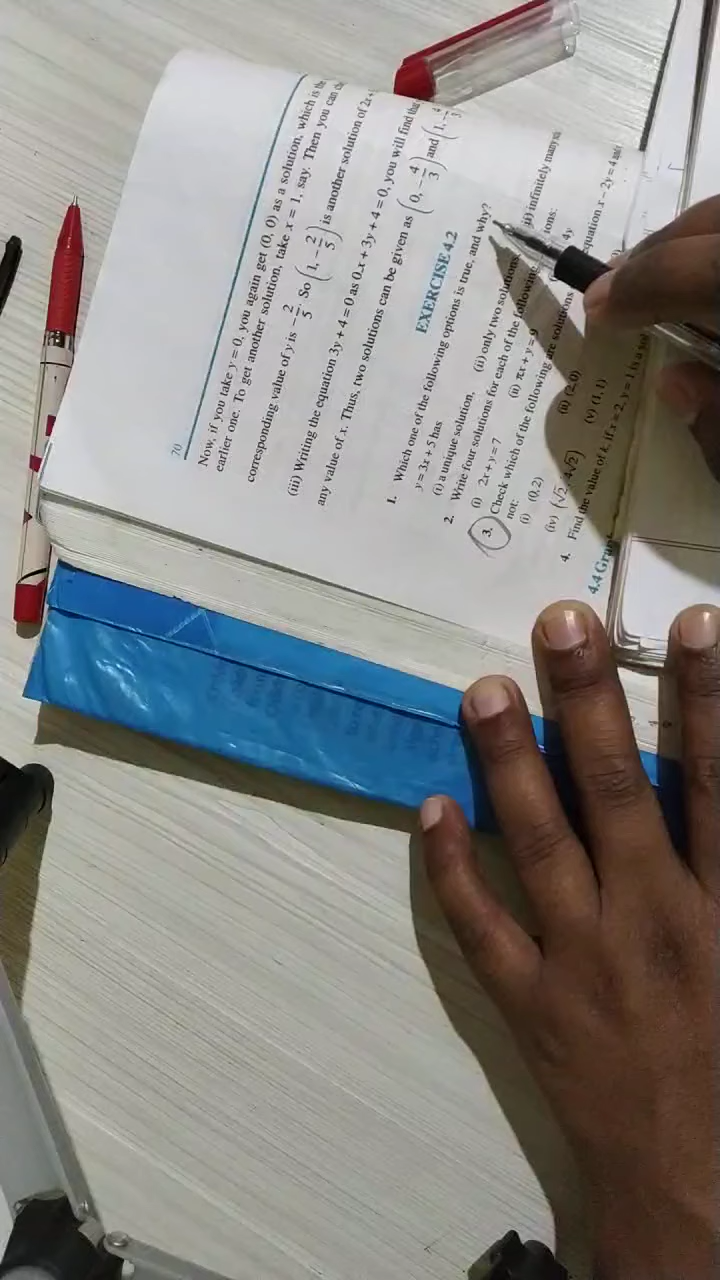 70
Now, if you take y = 0, you again get (0, 0) as a solution, which is
earlier one. To get another solution, take x = 1, say. Then you can
corresponding value of y is −2/5. So (1, −2/5) is another solution of 2x
(iii) Writing the equation 3y + 4 = 0 as 0.x + 3y + 4 = 0, you will find
any value of x. Thus, two solutions can be given as (0, −4/3) and (1, −4/3
EXERCISE 4.2
1. Which one of the following options is true, and why?
y = 3x + 5 has
(i) a unique solution, (ii) only two solutions, infinitely many
2. Write four solutions for each of the following
(i) 2x + y = 7 (ii) πx + y = 9 4y
3. Check which of the following are solutions equation x − 2y = 4 and
not:
(i) (0, 2) (ii) (2, 0)
(iv) (√2, 4√2) (v) (1, 1)
4. Find the value of k, if x = 2, y = 1 is a
4.4